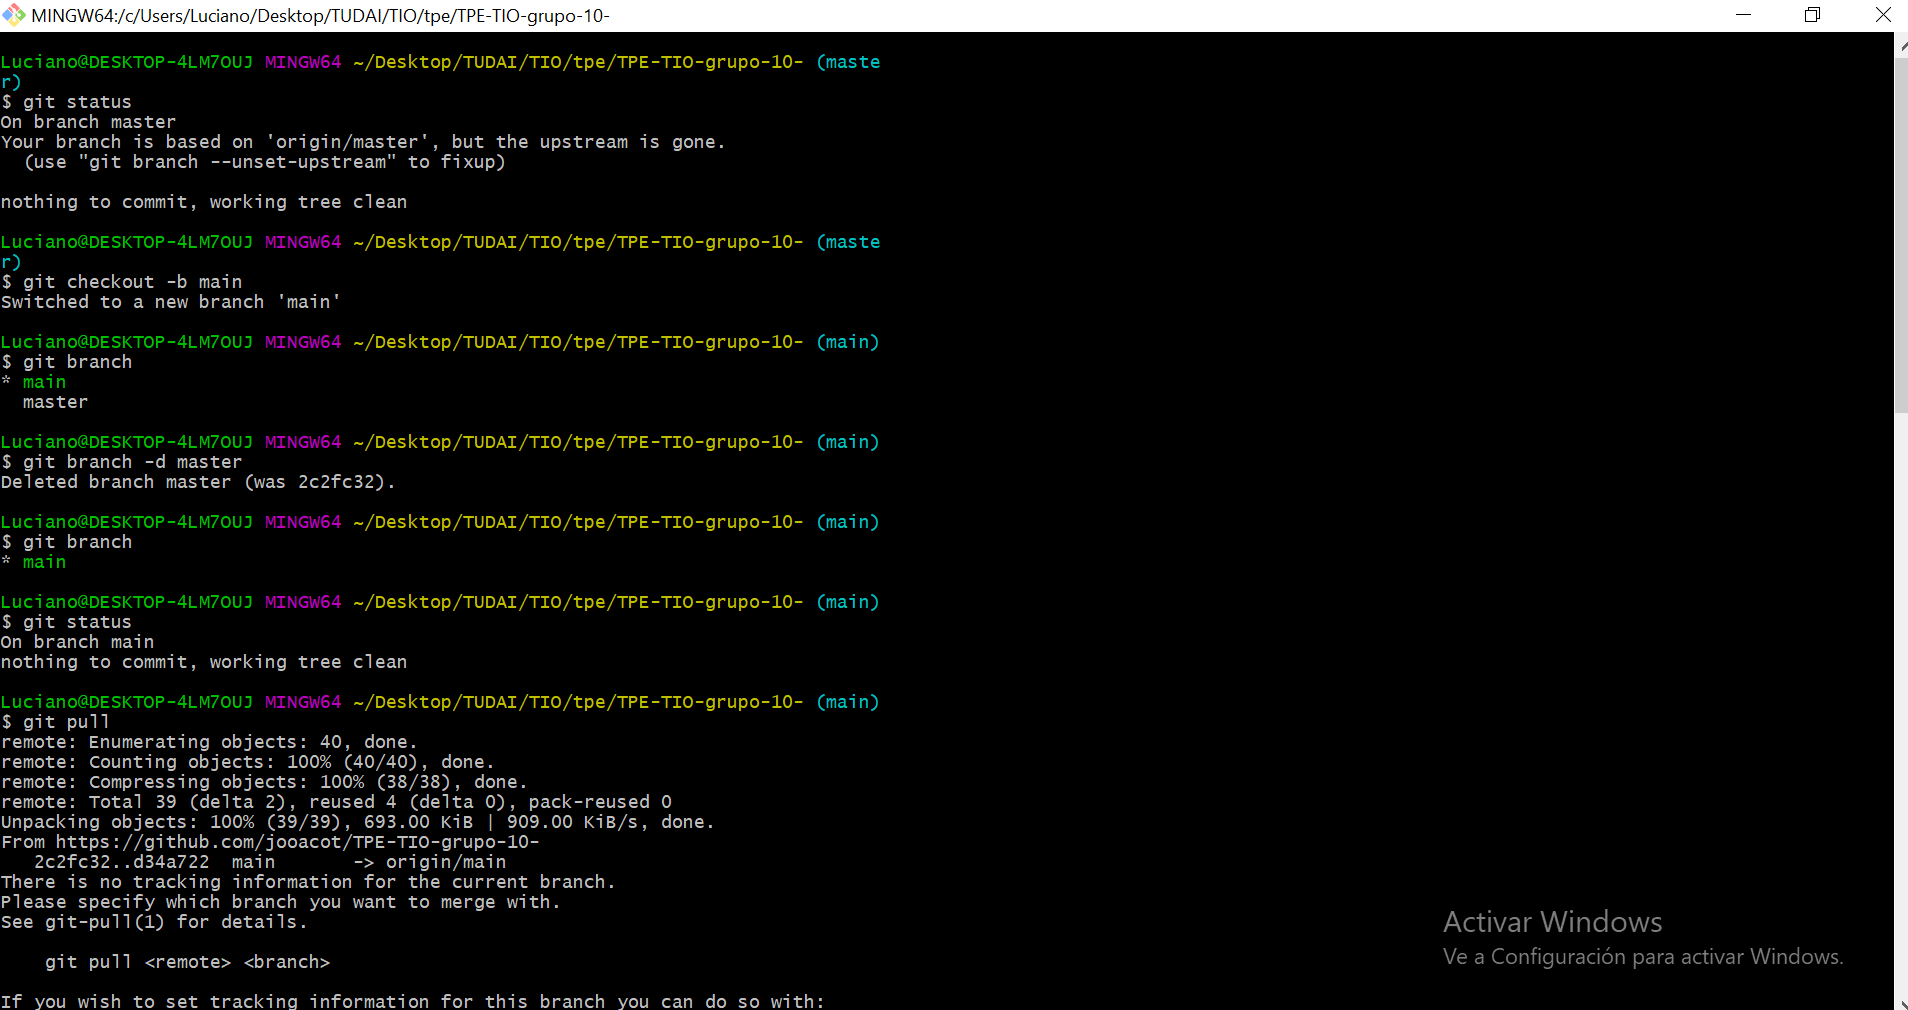 MINGW64:/c/Users/Luciano/Desktop/TUDAI/TIO/tpe/TPE-TIO-grupo-10-
Luciano@DESKTOP-4LM7OUJ MINGW64 ~/Desktop/TUDAI/TIO/tpe/TPE-TIO-grupo-10- (maste
r)
$ git status
On branch master
Your branch is based on 'origin/master', but the upstream is gone.
  (use "git branch --unset-upstream" to fixup)
nothing to commit, working tree clean
Luciano@DESKTOP-4LM7OUJ MINGW64 ~/Desktop/TUDAI/TIO/tpe/TPE-TIO-grupo-10- (maste
r)
$ git checkout -b main
Switched to a new branch 'main'
Luciano@DESKTOP-4LM7OUJ MINGW64 ~/Desktop/TUDAI/TIO/tpe/TPE-TIO-grupo-10- (main)
$ git branch
* main
  master
Luciano@DESKTOP-4LM7OUJ MINGW64 ~/Desktop/TUDAI/TIO/tpe/TPE-TIO-grupo-10- (main)
$ git branch -d master
Deleted branch master (was 2c2fc32).
Luciano@DESKTOP-4LM7OUJ MINGW64 ~/Desktop/TUDAI/TIO/tpe/TPE-TIO-grupo-10- (main)
$ git branch
* main
Luciano@DESKTOP-4LM7OUJ MINGW64 ~/Desktop/TUDAI/TIO/tpe/TPE-TIO-grupo-10- (main)
$ git status
On branch main
nothing to commit, working tree clean
Luciano@DESKTOP-4LM7OUJ MINGW64 ~/Desktop/TUDAI/TIO/tpe/TPE-TIO-grupo-10- (main)
$ git pull
remote: Enumerating objects: 40, done.
remote: Counting objects: 100% (40/40), done.
remote: Compressing objects: 100% (38/38), done.
remote: Total 39 (delta 2), reused 4 (delta 0), pack-reused 0
Unpacking objects: 100% (39/39), 693.00 KiB | 909.00 KiB/s, done.
From https://github.com/jooacot/TPE-TIO-grupo-10-
   2c2fc32..d34a722  main       -> origin/main
There is no tracking information for the current branch.
Please specify which branch you want to merge with.
See git-pull(1) for details.
    git pull <remote> <branch>
If you wish to set tracking information for this branch you can do so with:
Activar Windows
Ve a Configuración para activar Windows.